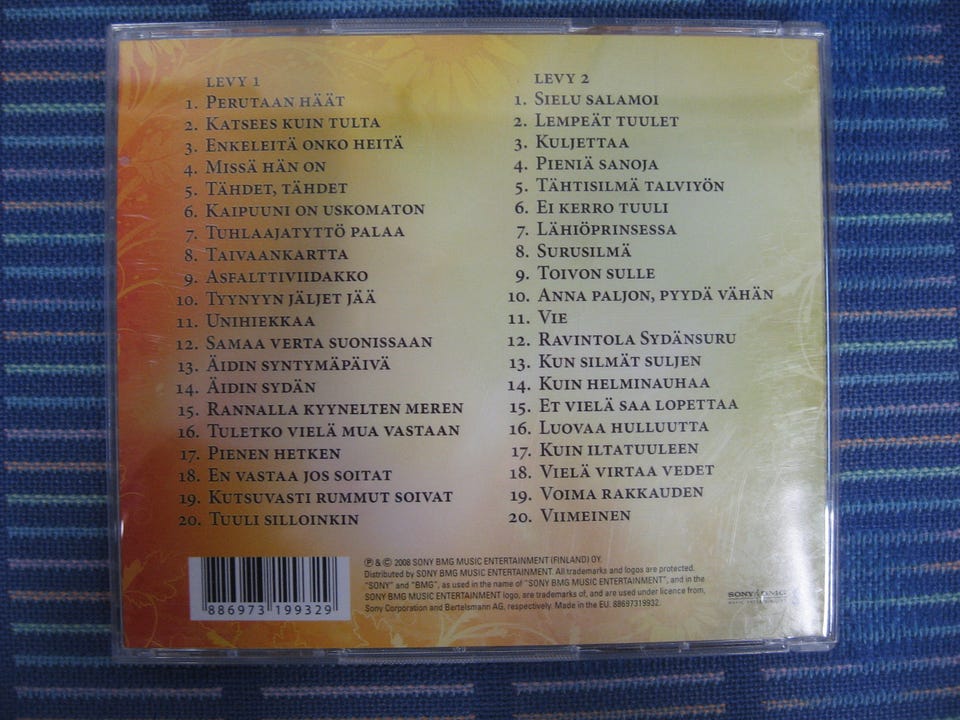 LEVY 1
1. PERUTAAN HÄÄT
2. KATSEES KUIN TULTA
3. ENKELEITÄ ONKO HEITÄ
4. MISSÄ HÄN ON
5. TÄHDET, TÄHDET
6. KAIPUUNI ON USKOMATON
7. TUHLAAJATYTTÖ PALAA
8. TAIVAANKARTTA
9. ASFALTTIVIIDAKKO
10. TYYNYYN JÄLJET JÄÄ
11. UNIHIEKKAA
12. SAMAA VERTA SUONISSAAN
13. ÄIDIN SYNTYMÄPÄIVÄ
14. ÄIDIN SYDÄN
15. RANNALLA KYYNELTEN MEREN
16. TULETKO VIELÄ MUA VASTAAN
17. PIENEN HETKEN
18. EN VASTAA JOS SOITAT
19. KUTSUVASTI RUMMUT SOIVAT
20. TUULI SILLOINKIN
LEVY 2
1. SIELU SALAMOI
2. LEMPEÄT TUULET
3. KULJETTAA
4. PIENIÄ SANOJA
5. TÄHTISILMÄ TALVIYÖN
6. EI KERRO TUULI
7. LÄHIÖPRINSESSA
8. SURUSILMÄ
9. TOIVON SULLE
10. ANNA PALJON, PYYDÄ VÄHÄN
11. VIE
12. RAVINTOLA SYDÄNSURU
13. KUN SILMÄT SULJEN
14. KUIN HELMINAUHAA
15. ET VIELÄ SAA LOPETTAA
16. LUOVAA HULLUUTTA
17. KUIN ILTATUULEEN
18. VIELÄ VIRTAA VEDET
19. VOIMA RAKKAUDEN
20. VIIMEINEN
8 86973 19932 9
℗ & © 2008 SONY BMG MUSIC ENTERTAINMENT (FINLAND) OY.
Distributed by SONY BMG MUSIC ENTERTAINMENT. All trademarks and logos are protected.
"SONY" and "BMG", as used in the name of "SONY BMG MUSIC ENTERTAINMENT", and in the
SONY BMG MUSIC ENTERTAINMENT logo, are trademarks of, and are used under licence from,
Sony Corporation and Bertelsmann AG, respectively. Made in the EU. 88697319932.
SONY BMG
MUSIC ENTERTAINMENT